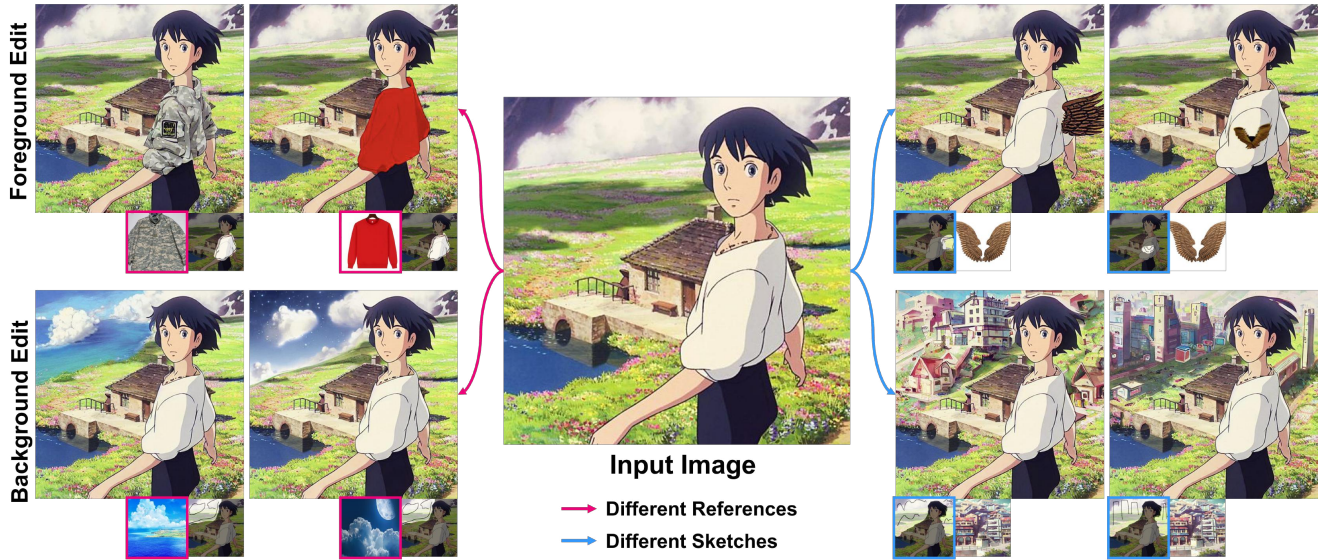 Foreground Edit
Background Edit
Input Image
Different References
Different Sketches